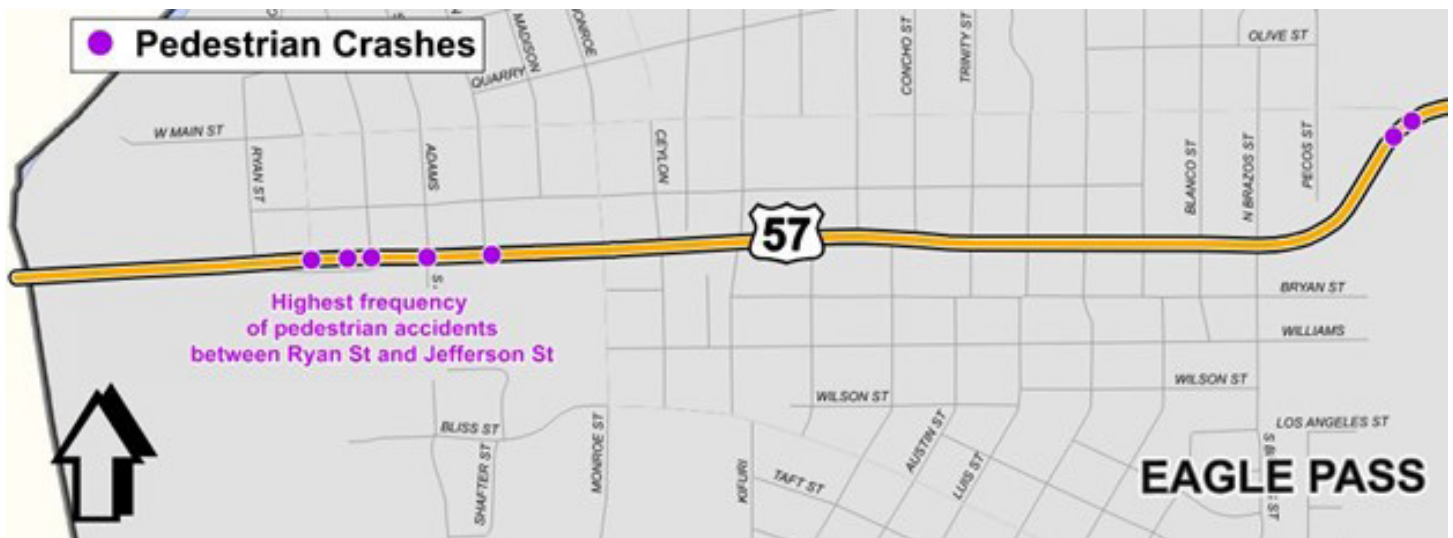 Pedestrian Crashes
MADISON
MONROE
QUARRY
CONCHO ST
TRINITY ST
OLIVE ST
W MAIN ST
RYAN ST
ADAMS
CEYLON
BLANCO ST
N BRAZOS ST
PECOS ST
57
Highest frequency
of pedestrian accidents
between Ryan St and Jefferson St
BRYAN ST
WILLIAMS
WILSON ST
WILSON ST
BLISS ST
SHAFTER ST
MONROE ST
KIFURI
TAFT ST
AUSTIN ST
LUIS ST
LOS ANGELES ST
EAGLE PASS